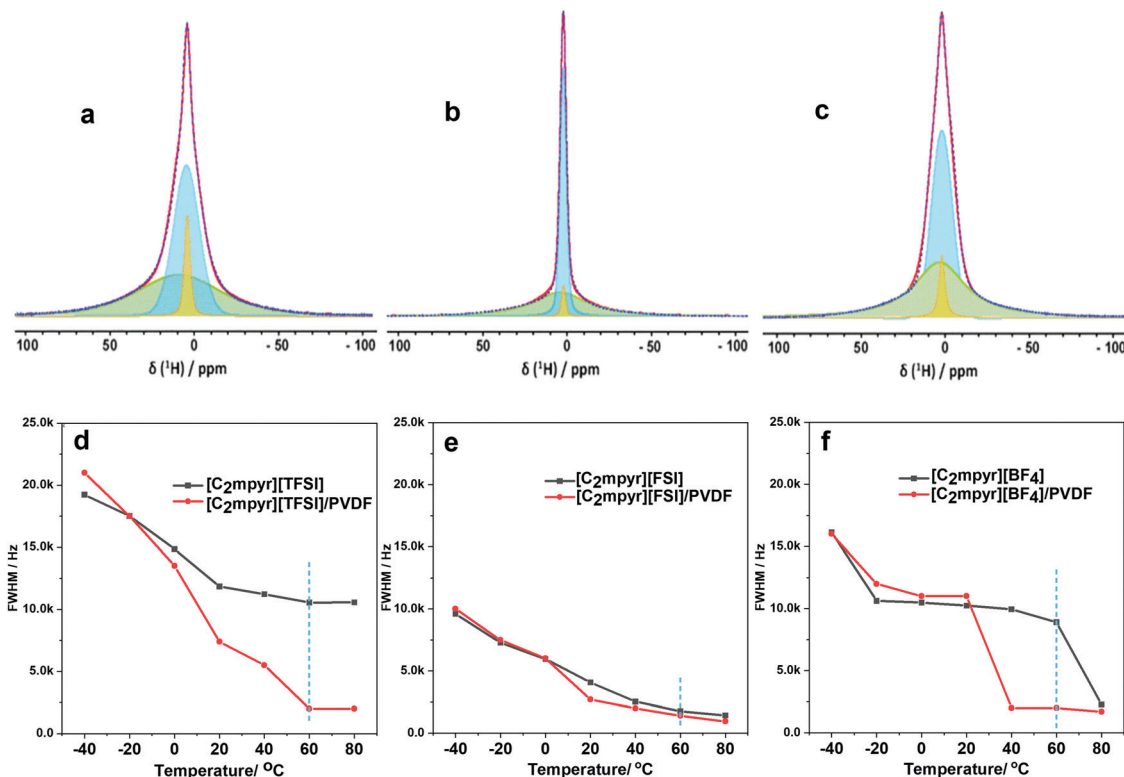 a
b
c
100 50 0 - 50 - 100
100 50 0 - 50 - 100
100 50 0 - 50 - 100
δ (¹H) / ppm
δ (¹H) / ppm
δ (¹H) / ppm
d
[C₂mpyr][TFSI]
[C₂mpyr][TFSI]/PVDF
25.0k
20.0k
15.0k
10.0k
5.0k
0.0
FWHM / Hz
-40 -20 0 20 40 60 80
Temperature/ °C
e
[C₂mpyr][FSI]
[C₂mpyr][FSI]/PVDF
25.0k
20.0k
15.0k
10.0k
5.0k
0.0
FWHM / Hz
-40 -20 0 20 40 60 80
Temperature/ °C
f
[C₂mpyr][BF₄]
[C₂mpyr][BF₄]/PVDF
25.0k
20.0k
15.0k
10.0k
5.0k
0.0
FWHM / Hz
-40 -20 0 20 40 60 80
Temperature/ °C